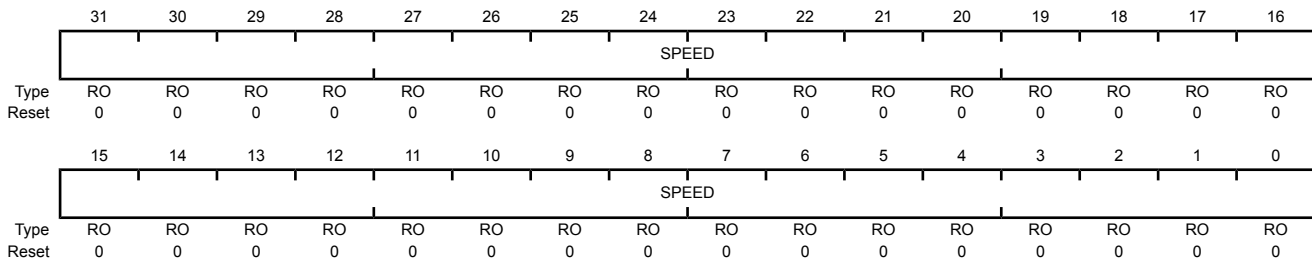 31 30 29 28 27 26 25 24 23 22 21 20 19 18 17 16
SPEED
Type RO RO RO RO RO RO RO RO RO RO RO RO RO RO RO RO
Reset 0 0 0 0 0 0 0 0 0 0 0 0 0 0 0 0
15 14 13 12 11 10 9 8 7 6 5 4 3 2 1 0
SPEED
Type RO RO RO RO RO RO RO RO RO RO RO RO RO RO RO RO
Reset 0 0 0 0 0 0 0 0 0 0 0 0 0 0 0 0